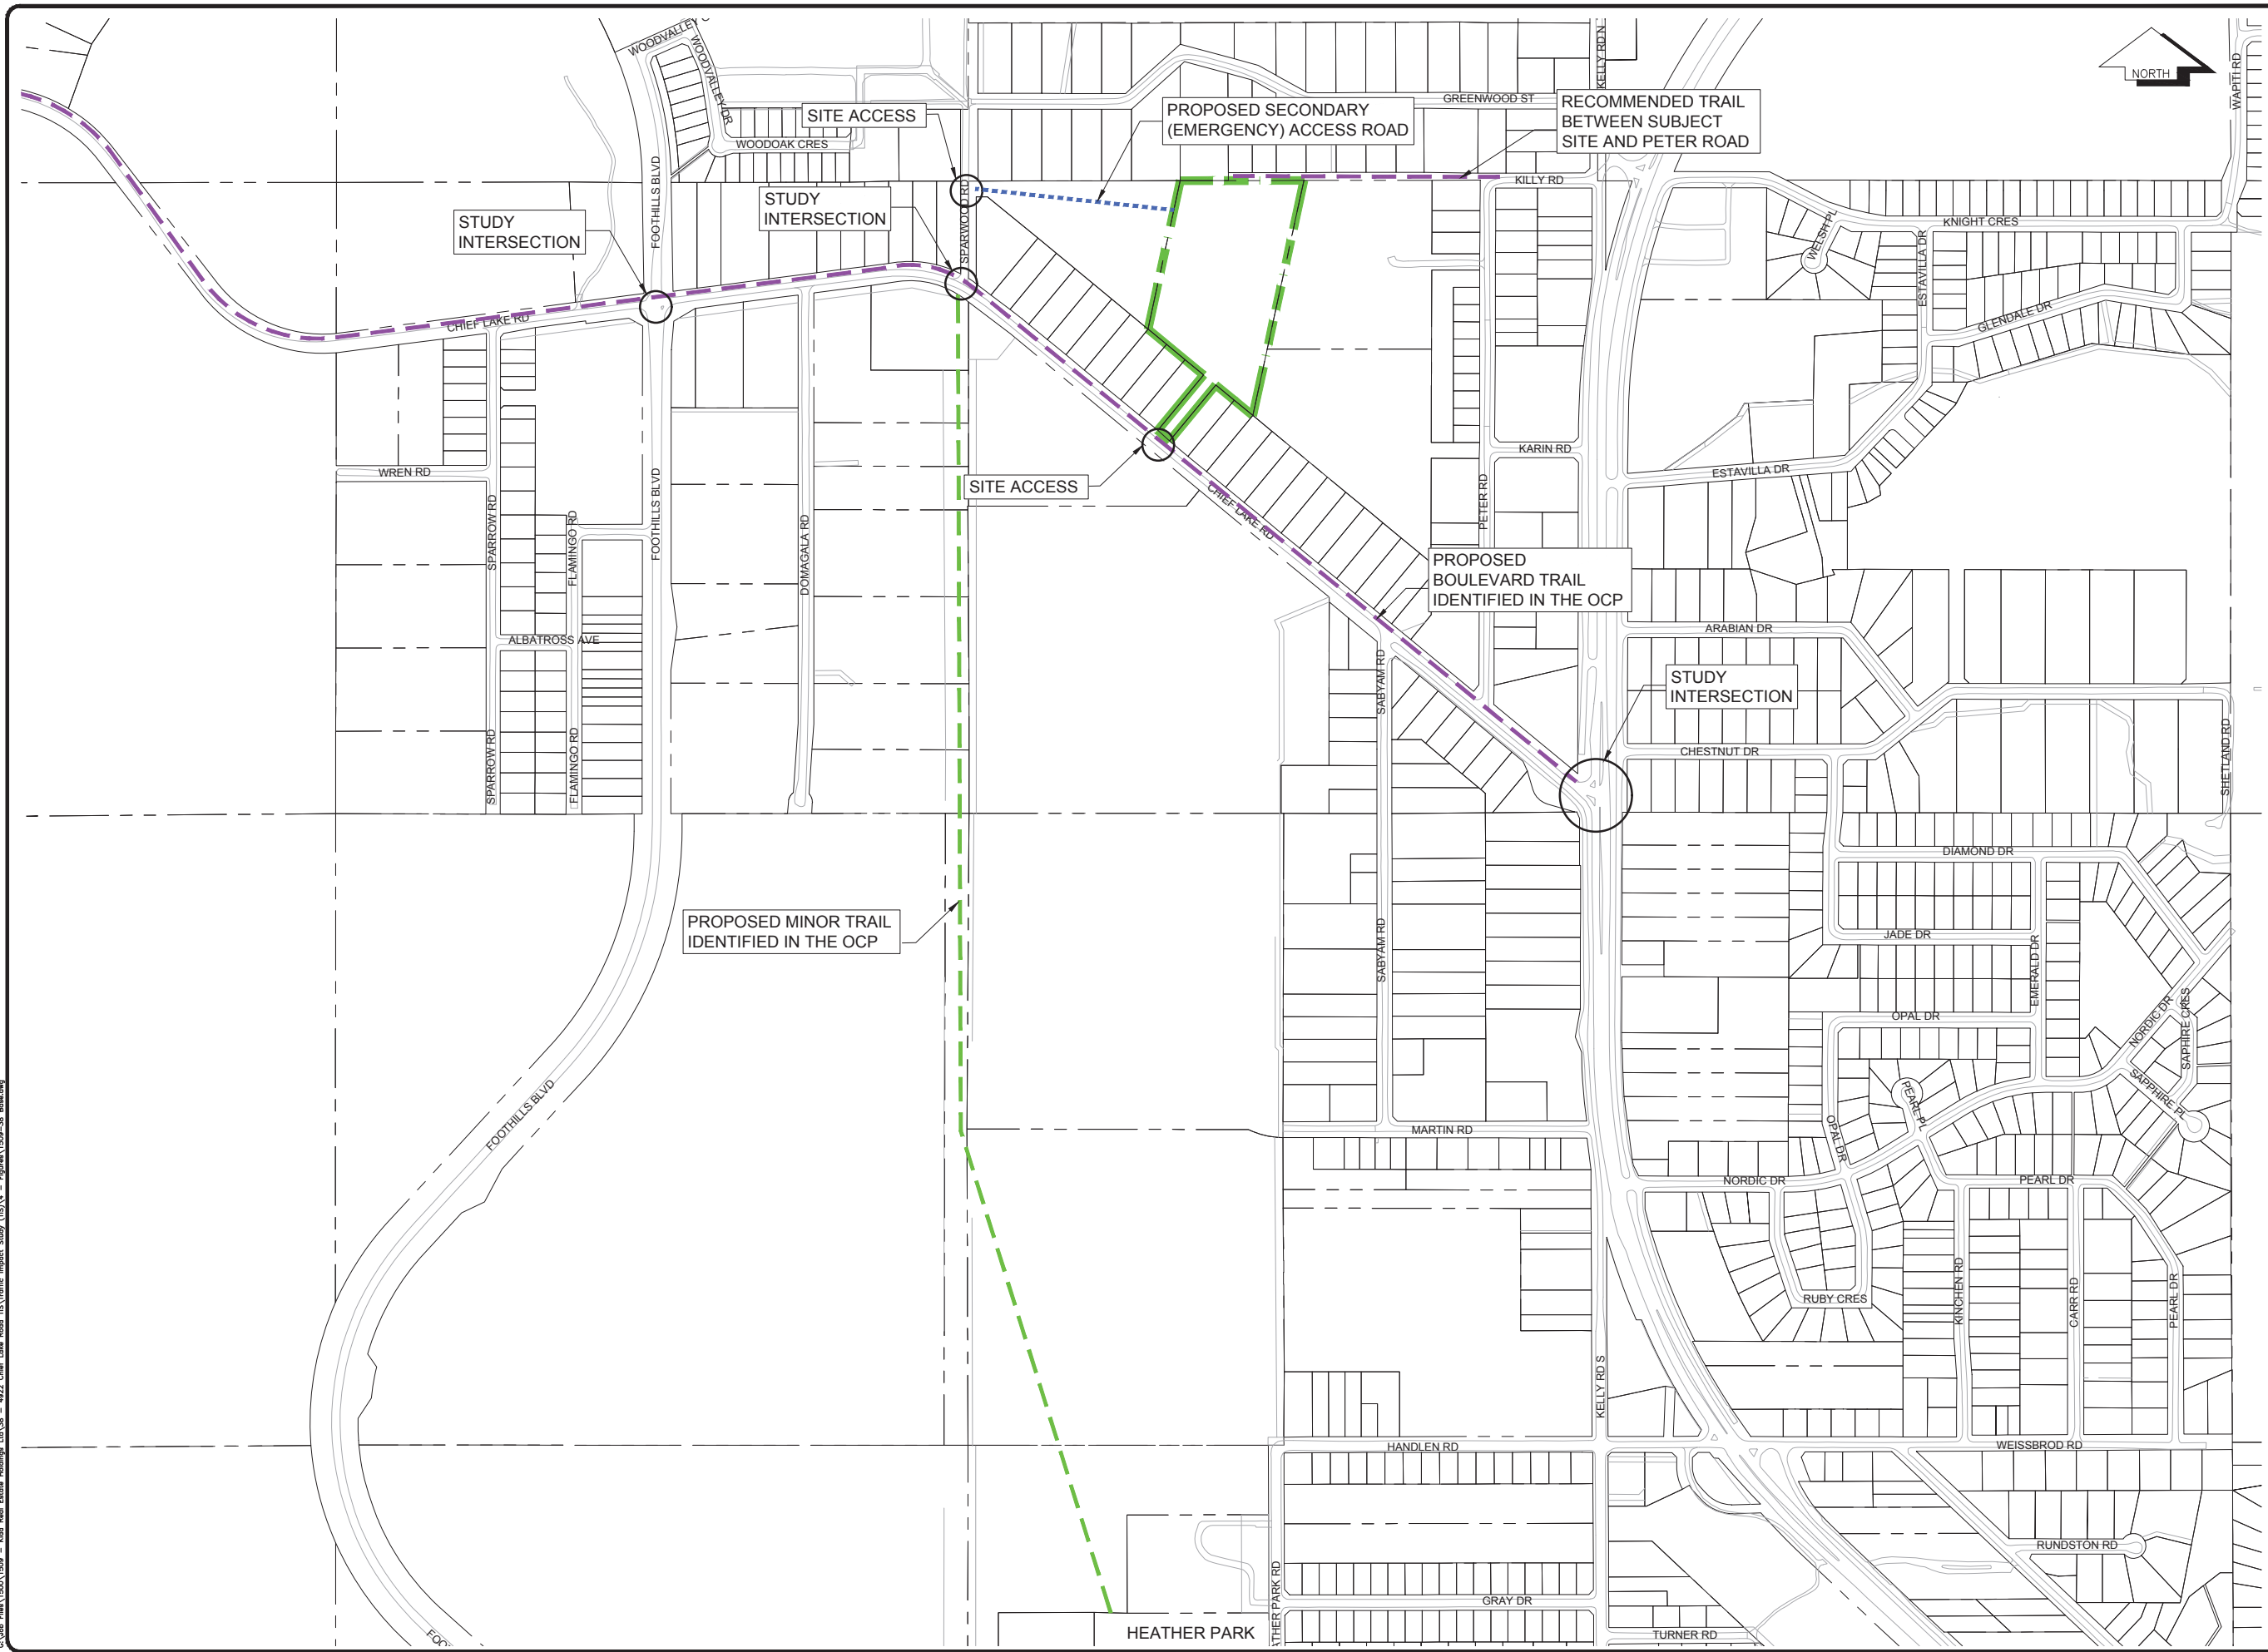 WOODVALLEY
WOODVALLEY DR
KELLY RD N
NORTH
WAPITI RD
SITE ACCESS
PROPOSED SECONDARY
(EMERGENCY) ACCESS ROAD
GREENWOOD ST
RECOMMENDED TRAIL
BETWEEN SUBJECT
SITE AND PETER ROAD
WOODOAK CRES
FOOTHILLS BLVD
STUDY
INTERSECTION
STUDY
INTERSECTION
SPARWOOD RD
KILLY RD
KNIGHT CRES
WELSH PL
ESTAVILLA DR
GLENDALE DR
CHIEF LAKE RD
WREN RD
SPARROW RD
FLAMINGO RD
FOOTHILLS BLVD
DOMAGALA RD
SITE ACCESS
CHIEF LAKE RD
PETER RD
KARIN RD
ESTAVILLA DR
PROPOSED
BOULEVARD TRAIL
IDENTIFIED IN THE OCP
ALBATROSS AVE
ARABIAN DR
SABYAM RD
STUDY
INTERSECTION
SPARROW RD
FLAMINGO RD
CHESTNUT DR
SHETLAND RD
DIAMOND DR
PROPOSED MINOR TRAIL
IDENTIFIED IN THE OCP
SABYAM RD
JADE DR
EMERALD DR
OPAL DR
NORDIC DR
SAPHIRE CRES
FOOTHILLS BLVD
PEARL PL
SAPPHIRE PL
MARTIN RD
OPAL DR
NORDIC DR
PEARL DR
RUBY CRES
KINCHEN RD
CARR RD
PEARL DR
KELLY RD S
HANDLEN RD
WEISSBROD RD
RUNDSTON RD
GRAY DR
HEATHER PARK
TURNER RD